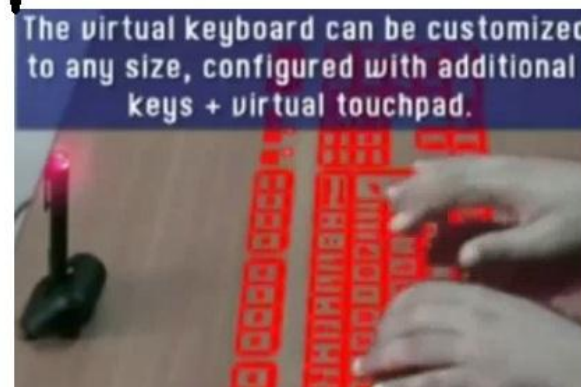 The virtual keyboard can be customized
to any size, configured with additional
keys + virtual touchpad.